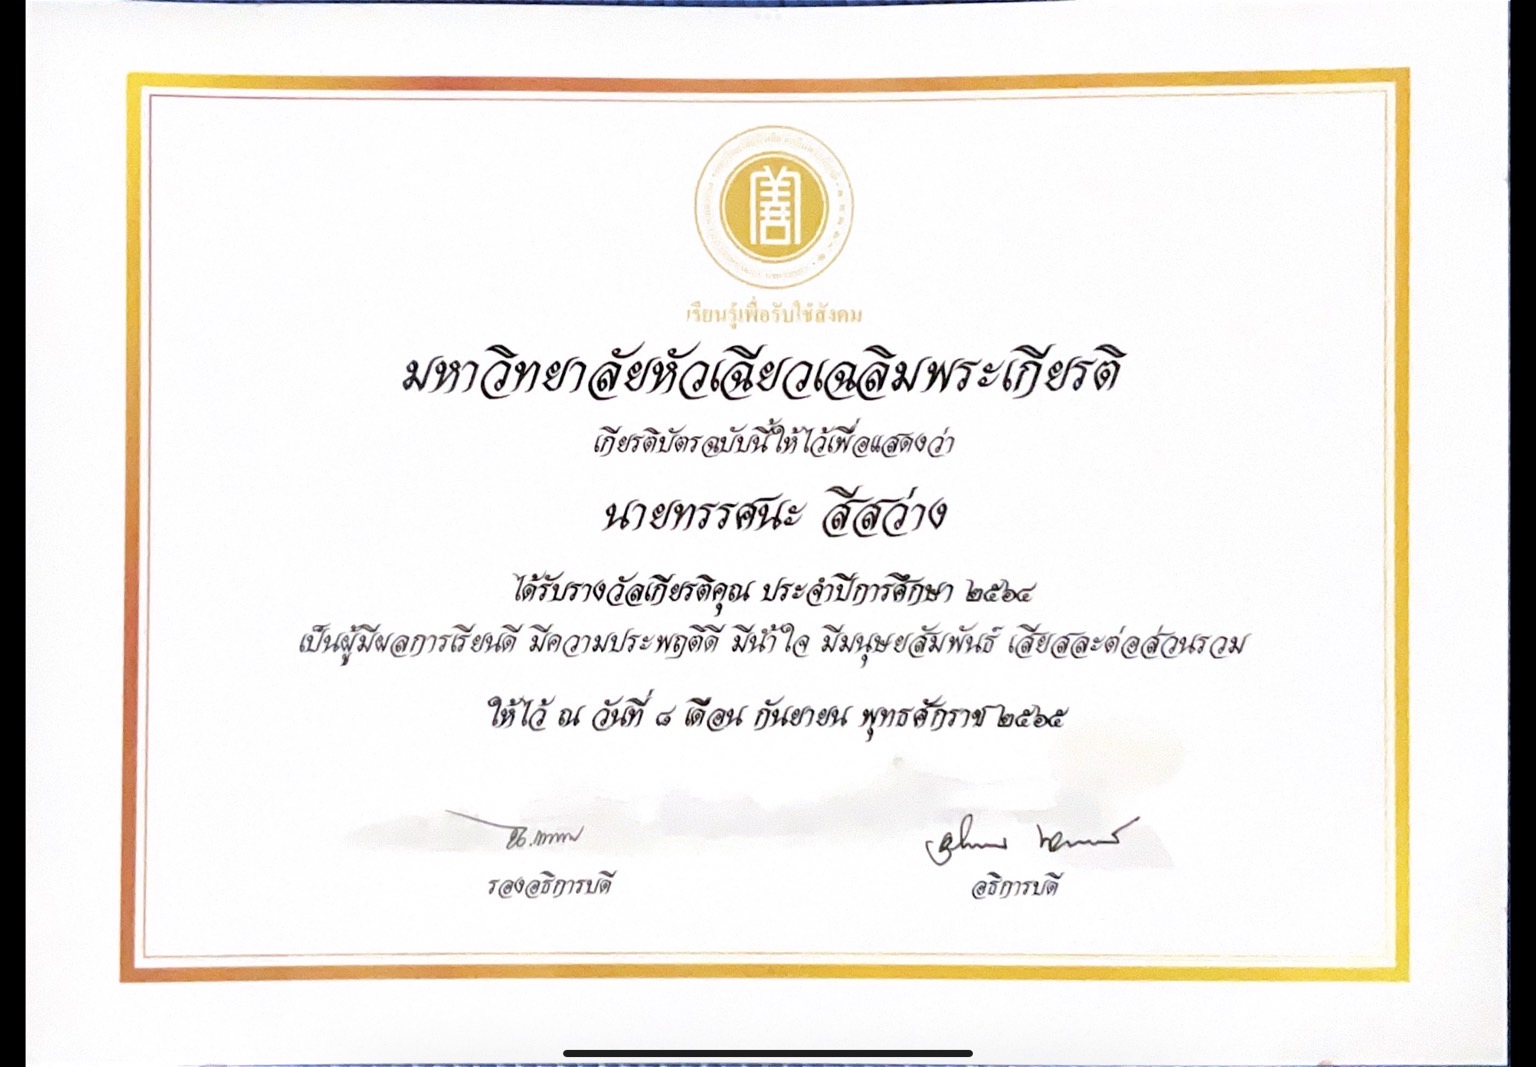 善
เรียนรู้เพื่อรับใช้สังคม
มหาวิทยาลัยหัวเฉียวเฉลิมพระเกียรติ
เกียรติบัตรฉบับนี้ให้ไว้เพื่อแสดงว่า
นายทรรศนะ สีสว่าง
ได้รับรางวัลเกียรติคุณ ประจำปีการศึกษา ๒๕๖๔
เป็นผู้มีผลการเรียนดี มีความประพฤติดี มีน้ำใจ มีมนุษยสัมพันธ์ เสียสละต่อส่วนรวม
ให้ไว้ ณ วันที่ ๘ เดือน กันยายน พุทธศักราช ๒๕๖๕
รองอธิการบดี
อธิการบดี